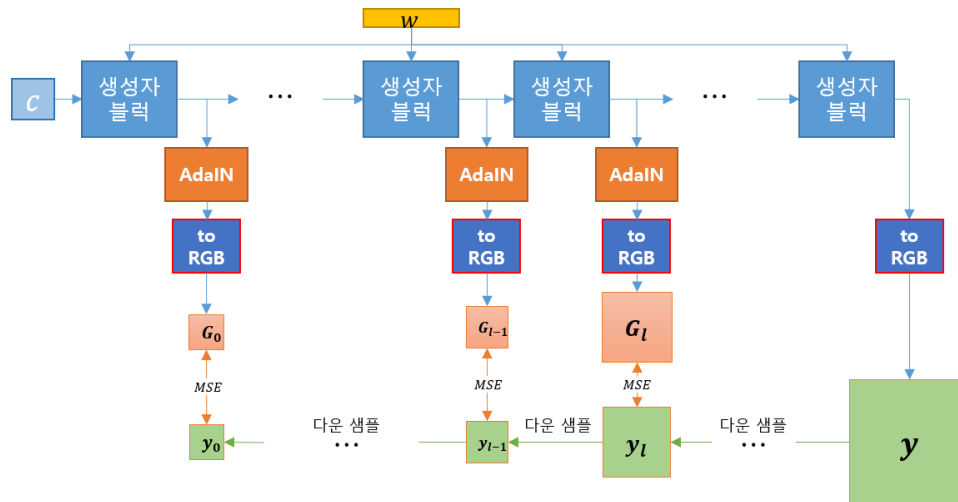 w
c
생성자
블럭
...
생성자
블럭
생성자
블럭
...
생성자
블럭
AdaIN
AdaIN
AdaIN
to
RGB
to
RGB
to
RGB
to
RGB
G₀
Gₗ₋₁
Gₗ
MSE
MSE
MSE
다운 샘플
...
다운 샘플
다운 샘플
...
y₀
yₗ₋₁
yₗ
y